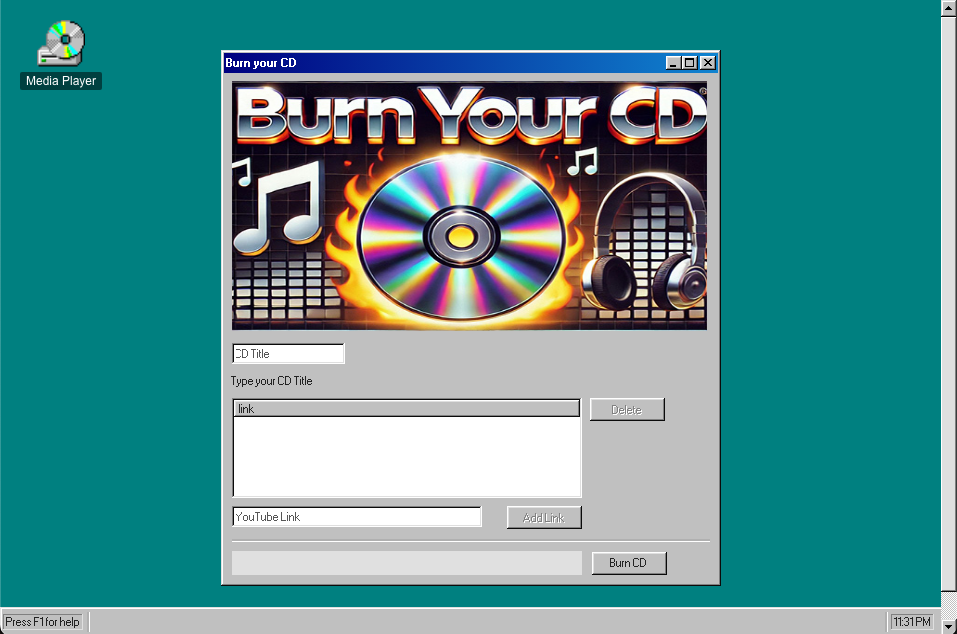 Media Player
Burn your CD
Burn Your CD
CD Title
Type your CD Title
link
Delete
YouTube Link
Add Link
Burn CD
Press F1 for help
11:31 PM